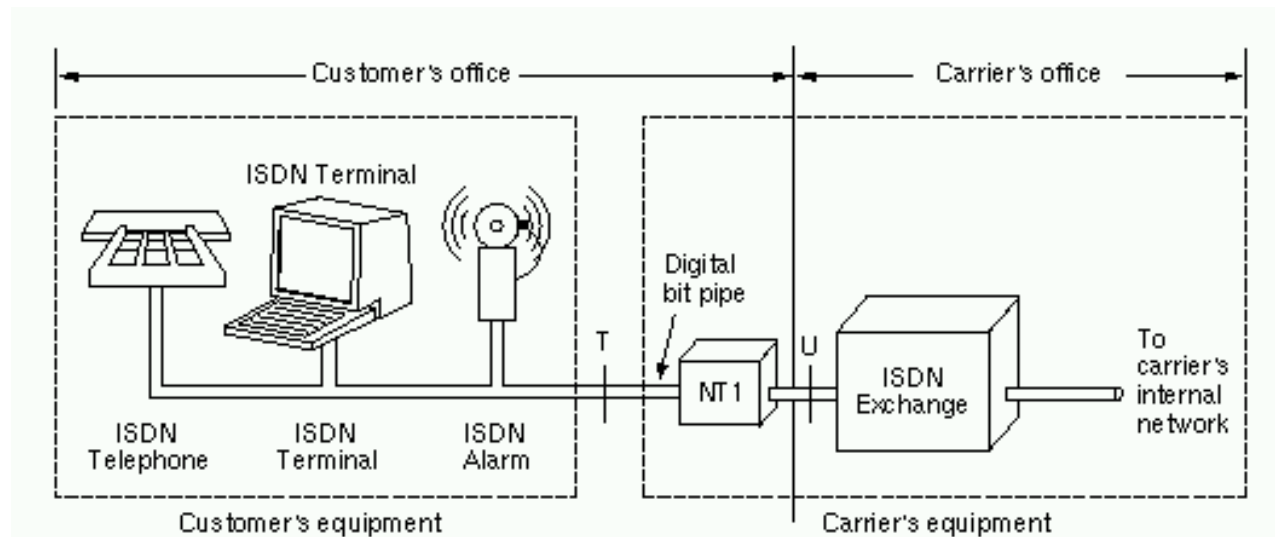 Customer's office
Carrier's office
ISDN Terminal
Digital
bit pipe
T
U
NT1
ISDN
Exchange
To
carrier's
internal
network
ISDN
Telephone
ISDN
Terminal
ISDN
Alarm
Customer's equipment
Carrier's equipment